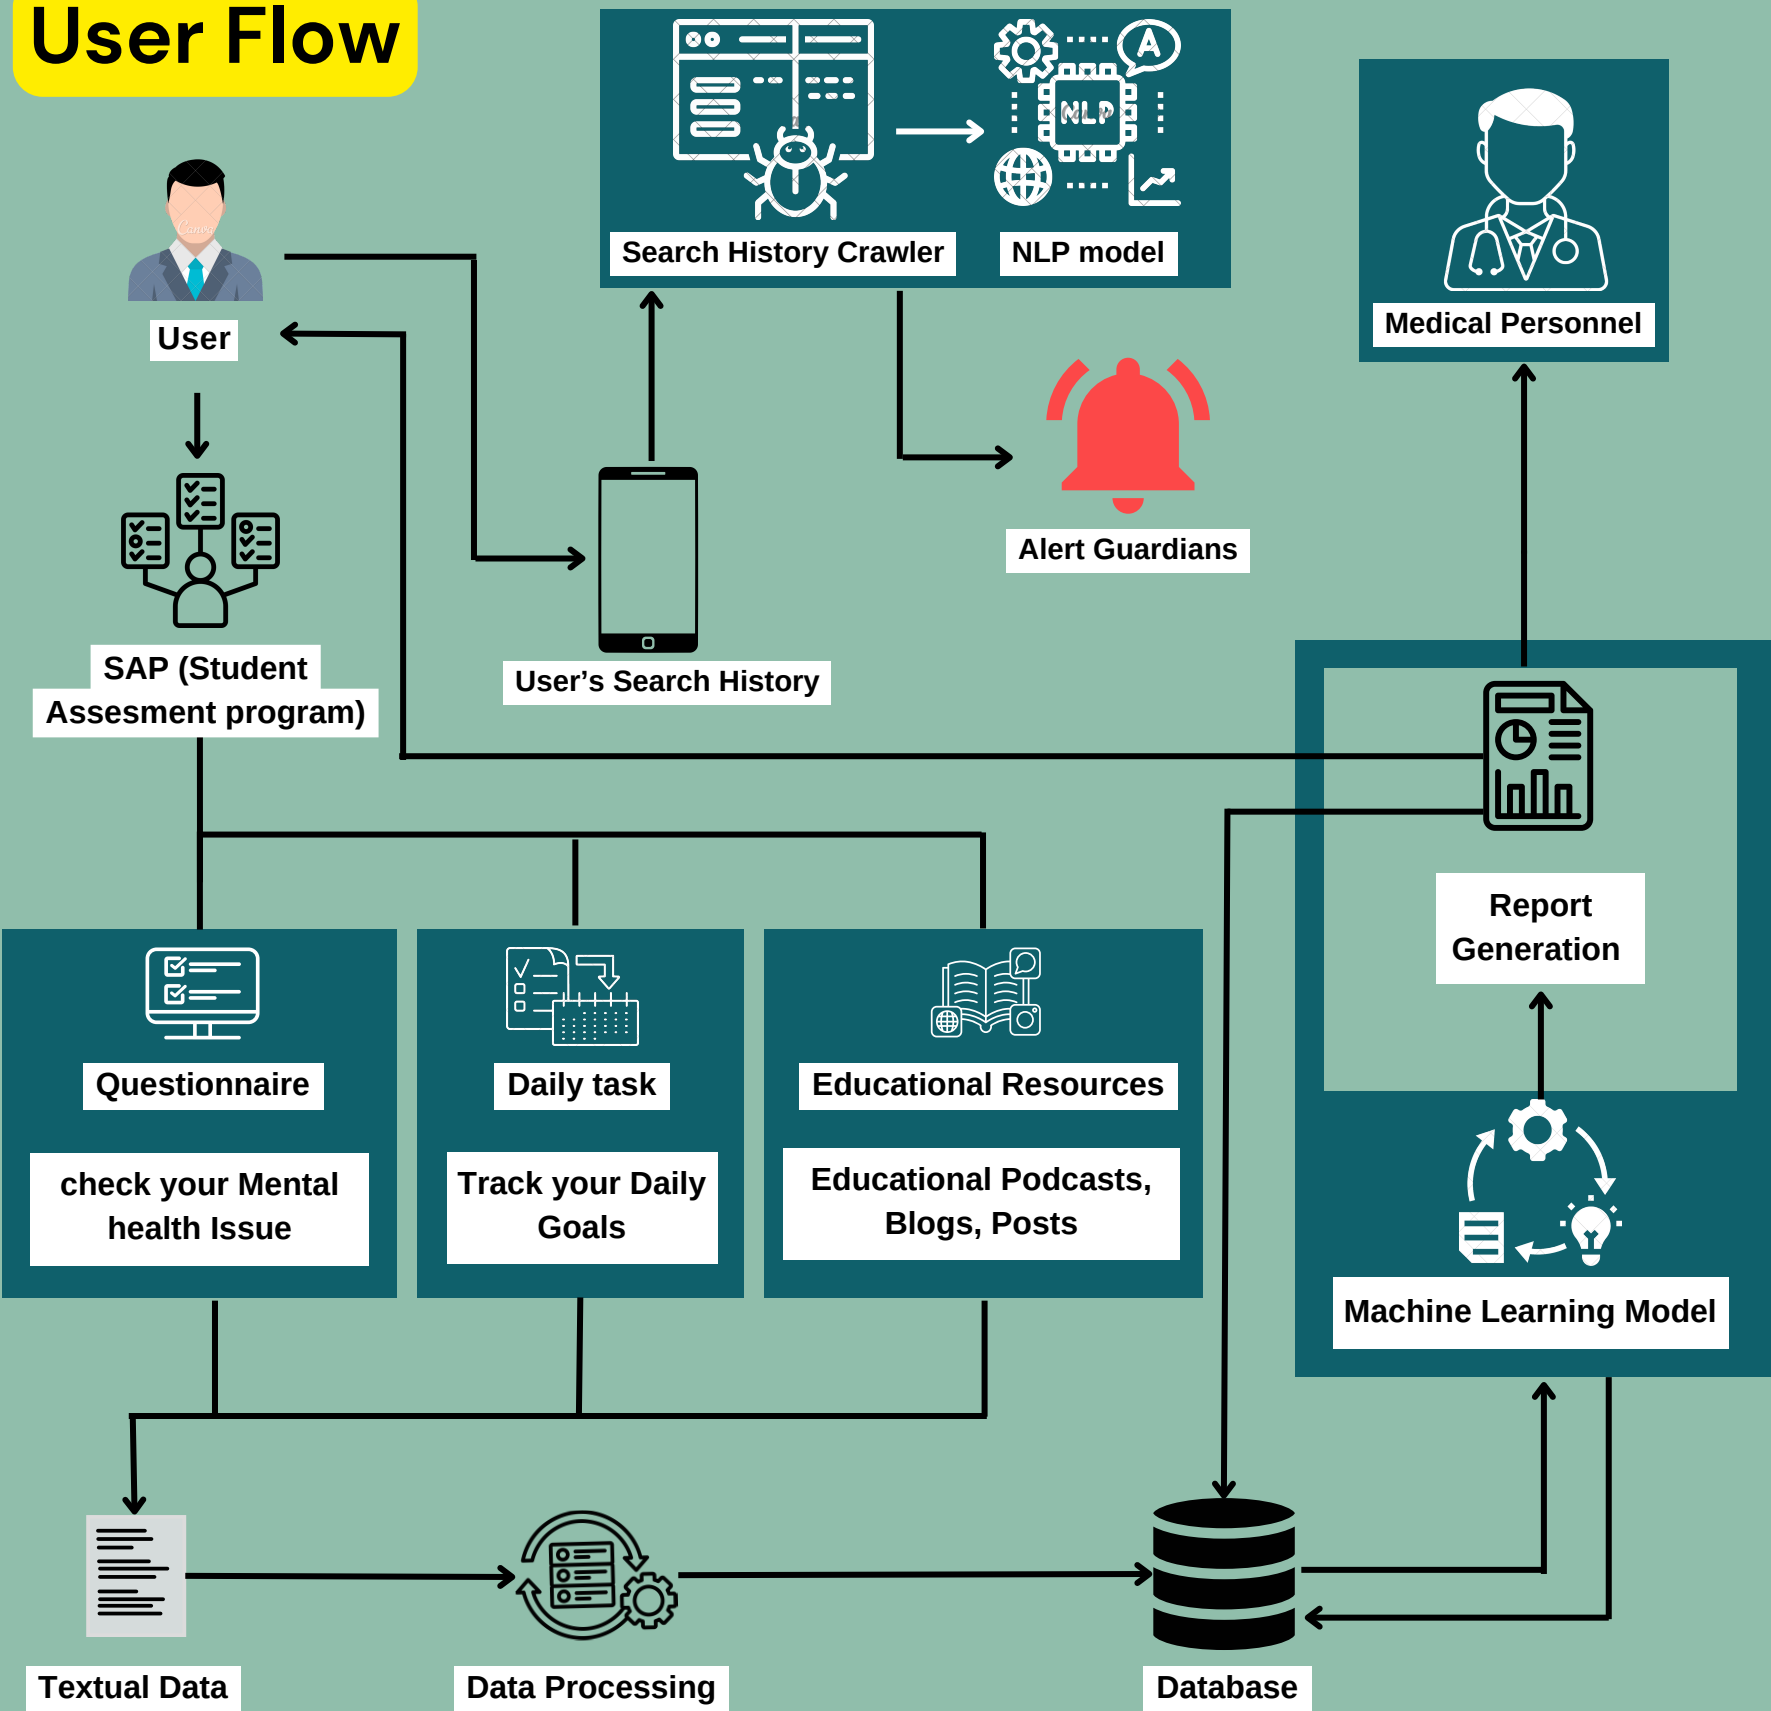 User Flow
Search History Crawler
NLP
NLP model
A
Medical Personnel
Canva
User
Alert Guardians
SAP (Student
Assesment program)
User’s Search History
Report
Generation
Questionnaire
Daily task
Educational Resources
check your Mental
health Issue
Track your Daily
Goals
Educational Podcasts,
Blogs, Posts
Machine Learning Model
Textual Data
Data Processing
Database